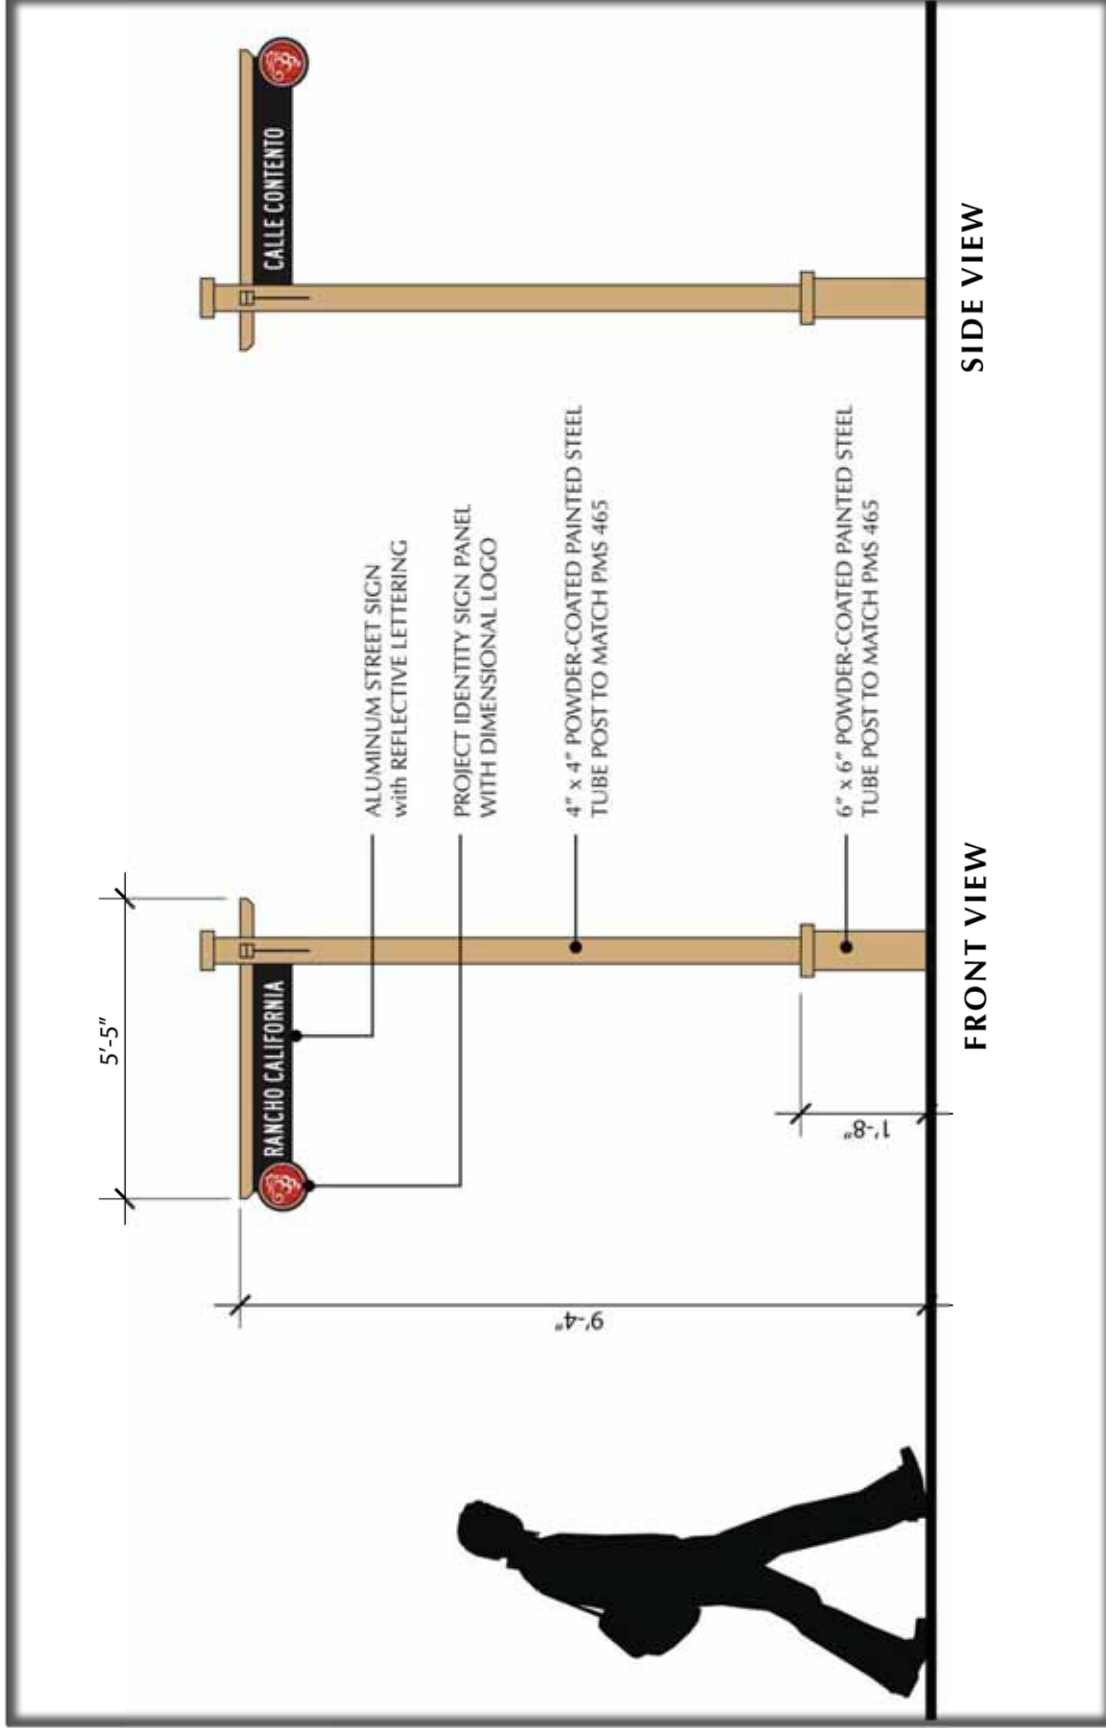 5'-5"
RANCHO CALIFORNIA
CALLE CONTENTO
ALUMINUM STREET SIGN
with REFLECTIVE LETTERING
PROJECT IDENTITY SIGN PANEL
WITH DIMENSIONAL LOGO
4" x 4" POWDER-COATED PAINTED STEEL
TUBE POST TO MATCH PMS 465
9'-4"
1'-8"
6" x 6" POWDER-COATED PAINTED STEEL
TUBE POST TO MATCH PMS 465
FRONT VIEW
SIDE VIEW